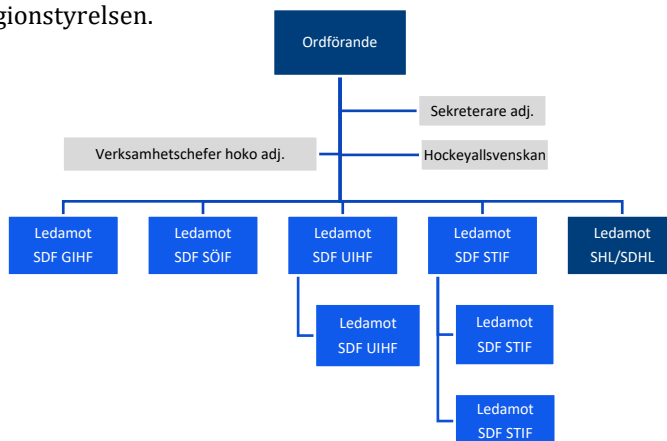 gionstyrelsen.
Ordförande
Sekreterare adj.
Verksamhetschefer hoko adj.
Hockeyallsvenskan
Ledamot
SDF GIHF
Ledamot
SDF SÖIF
Ledamot
SDF UIHF
Ledamot
SDF STIF
Ledamot
SHL/SDHL
Ledamot
SDF UIHF
Ledamot
SDF STIF
Ledamot
SDF STIF